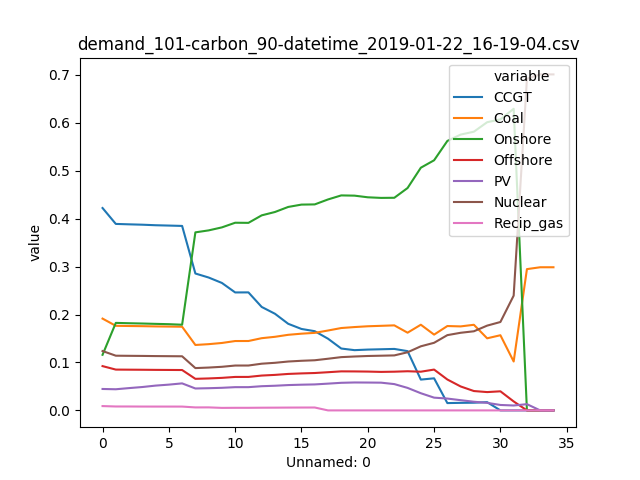 demand_101-carbon_90-datetime_2019-01-22_16-19-04.csv
variable
CCGT
Coal
Onshore
Offshore
PV
Nuclear
Recip_gas
value
0.7
0.6
0.5
0.4
0.3
0.2
0.1
0.0
0 5 10 15 20 25 30 35
Unnamed: 0